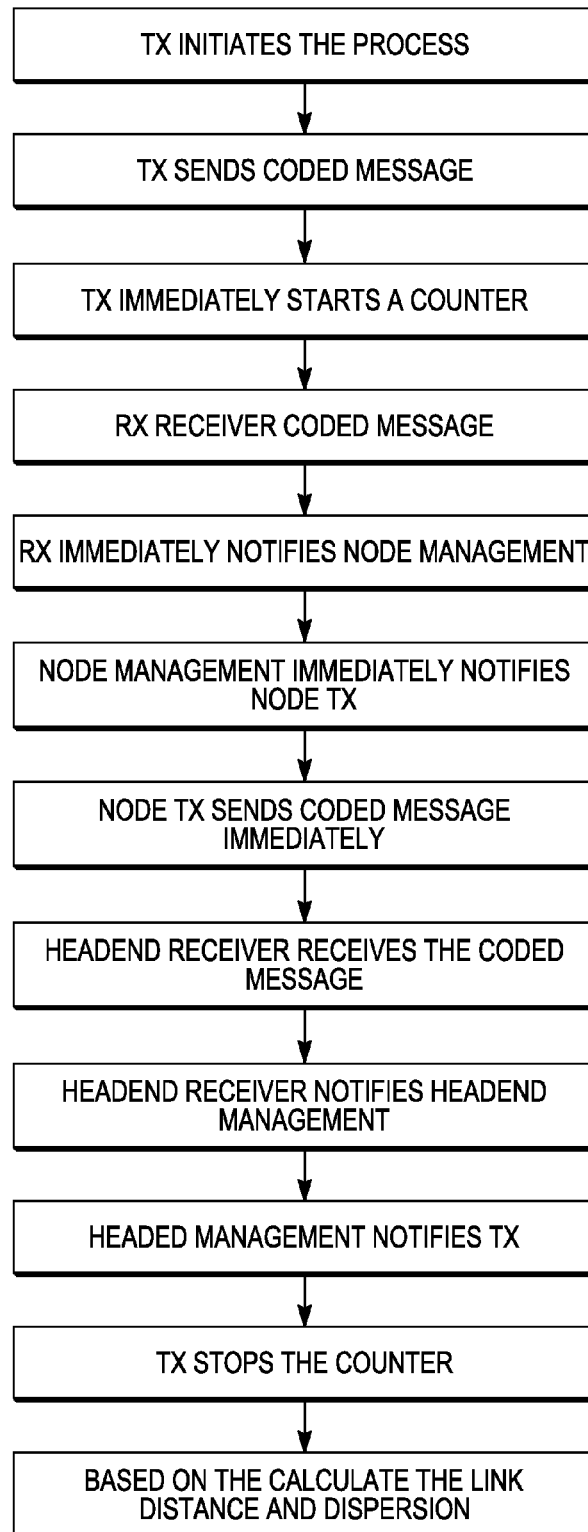 TX INITIATES THE PROCESS
TX SENDS CODED MESSAGE
TX IMMEDIATELY STARTS A COUNTER
RX RECEIVER CODED MESSAGE
RX IMMEDIATELY NOTIFIES NODE MANAGEMENT
NODE MANAGEMENT IMMEDIATELY NOTIFIES
NODE TX
NODE TX SENDS CODED MESSAGE
IMMEDIATELY
HEADEND RECEIVER RECEIVES THE CODED
MESSAGE
HEADEND RECEIVER NOTIFIES HEADEND
MANAGEMENT
HEADED MANAGEMENT NOTIFIES TX
TX STOPS THE COUNTER
BASED ON THE CALCULATE THE LINK
DISTANCE AND DISPERSION